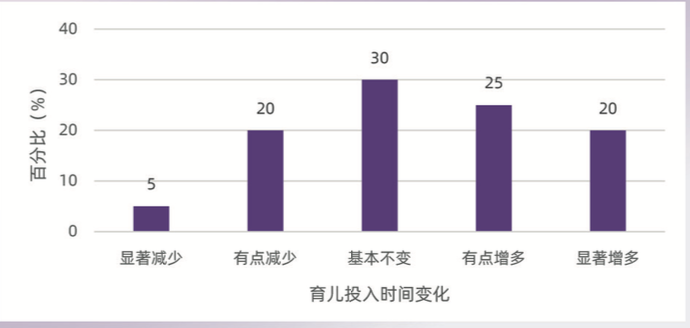 40
30
20
10
0
百分比（%）
5
20
30
25
20
显著减少
有点减少
基本不变
有点增多
显著增多
育儿投入时间变化